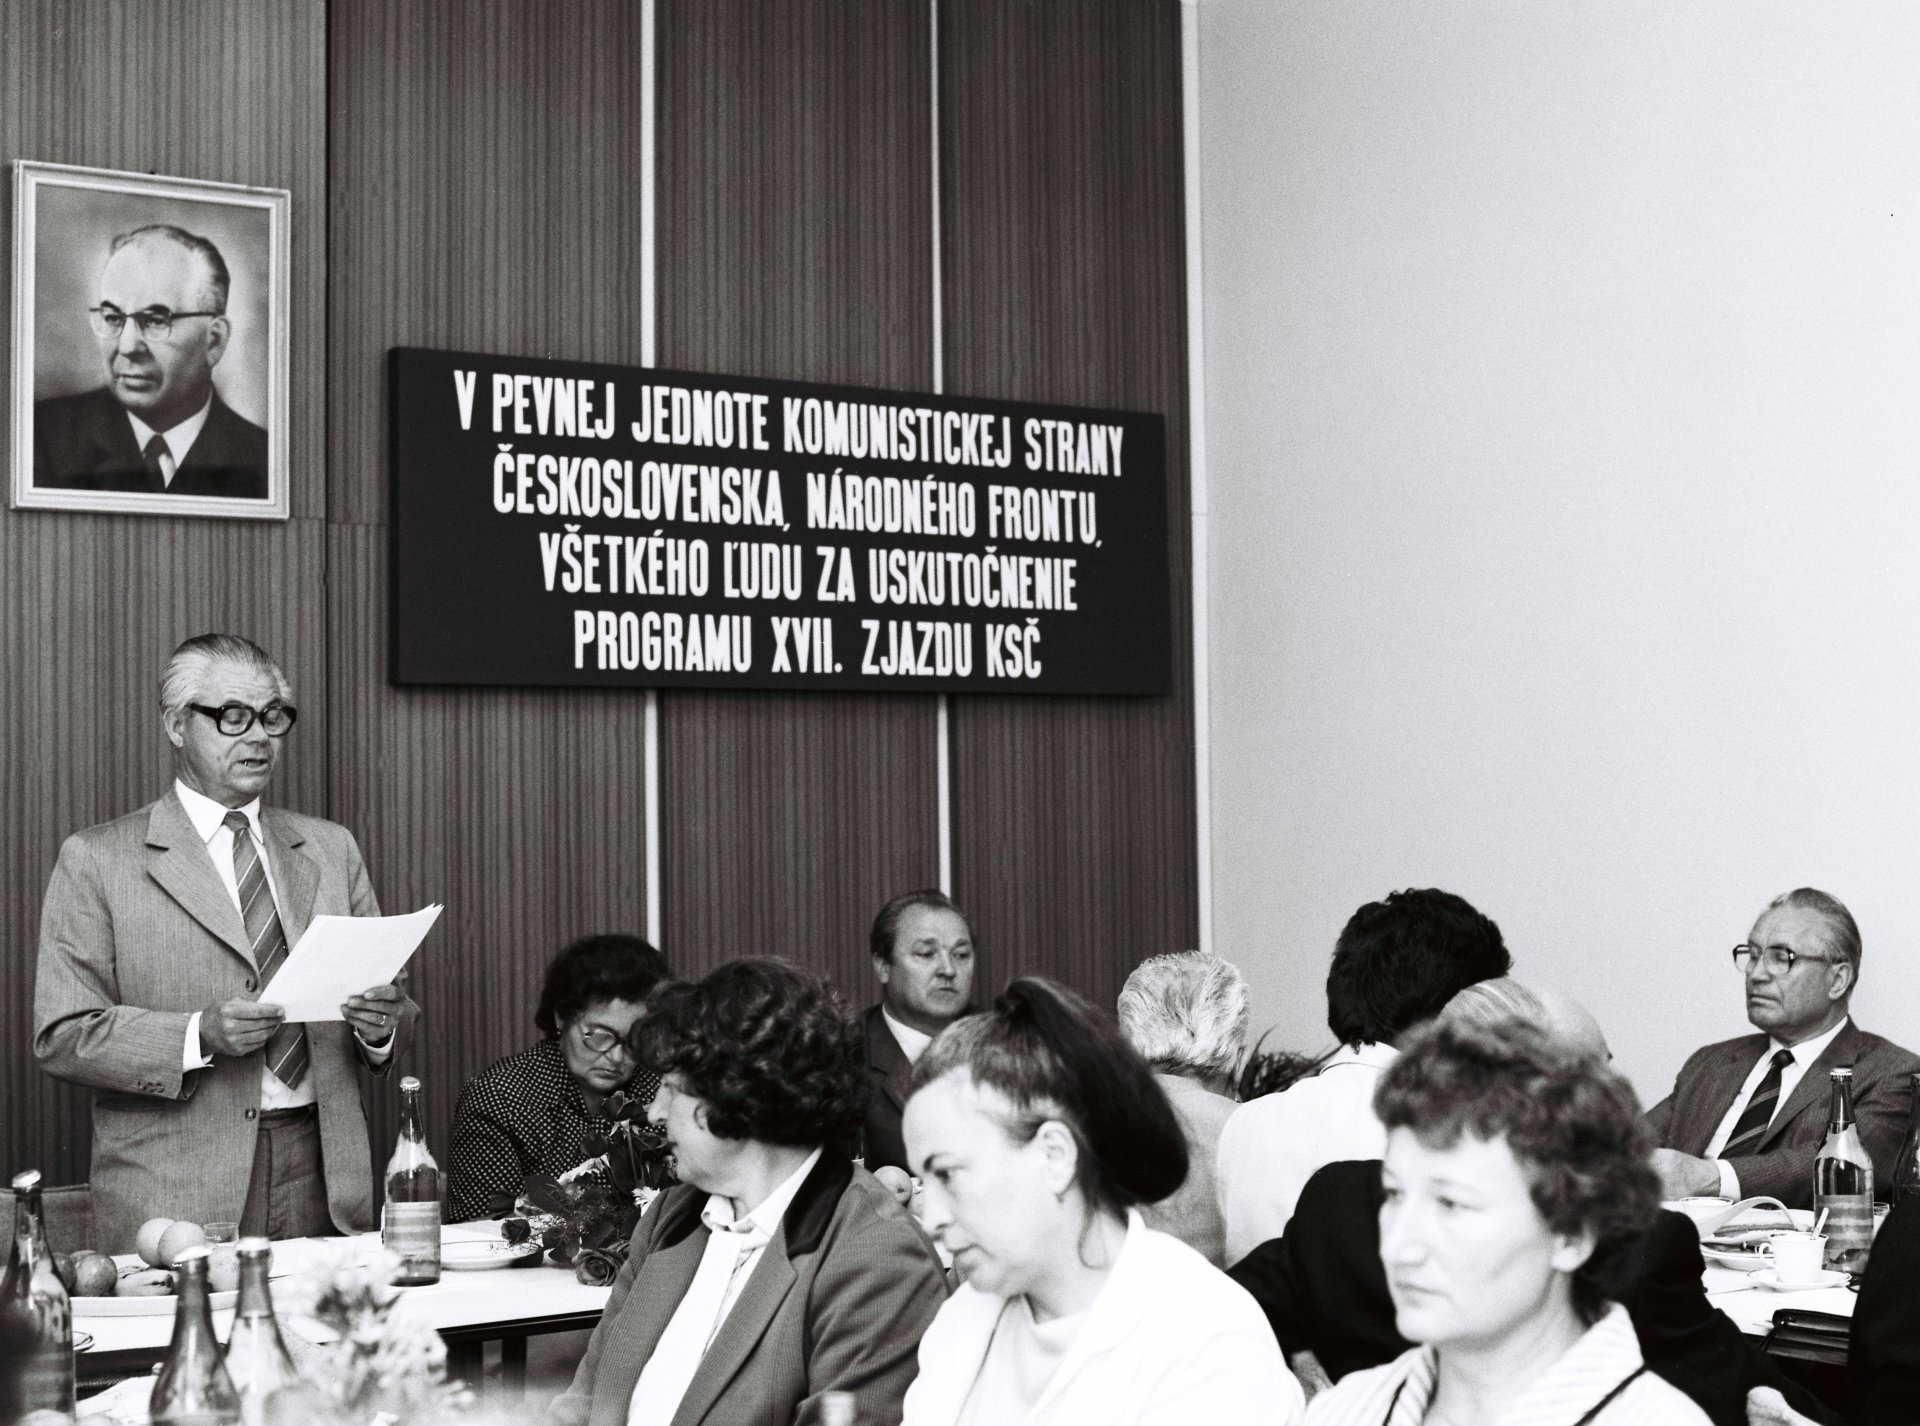 V PEVNEJ JEDNOTE KOMUNISTICKEJ STRANY
ČESKOSLOVENSKA, NÁRODNÉHO FRONTU,
VŠETKÉHO ĽUDU ZA USKUTOČNENIE
PROGRAMU XVII. ZJAZDU KSČ